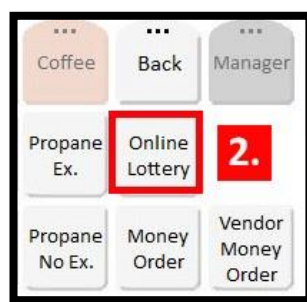 Coffee
Back
Manager
Propane
Ex.
Online
Lottery
2.
Propane
No Ex.
Money
Order
Vendor
Money
Order